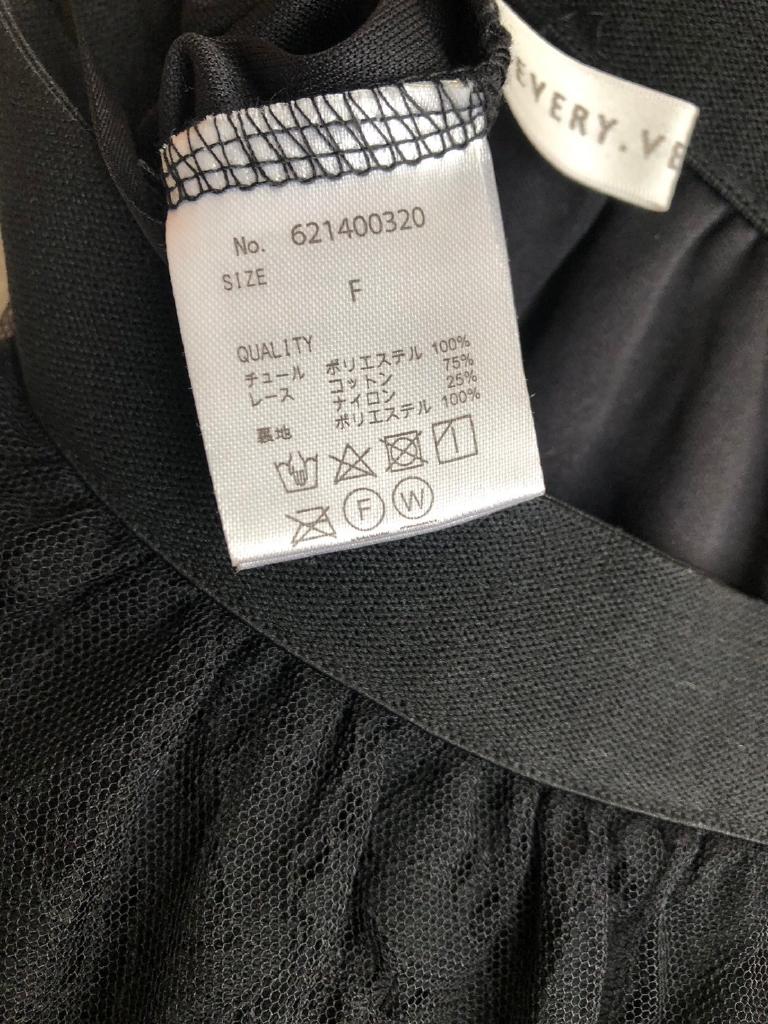 EVERY.VE
No. 621400320
SIZE
F
QUALITY
チュール ポリエステル 100%
レース コットン 75%
ナイロン 25%
裏地 ポリエステル 100%
F W